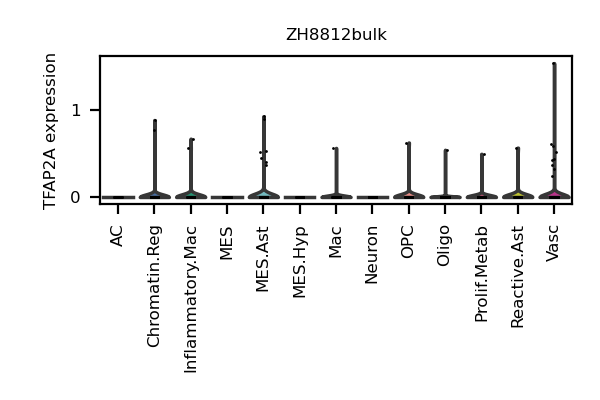 ZH8812bulk
TFAP2A expression
1
0
AC
Chromatin.Reg
Inflammatory.Mac
MES
MES.Ast
MES.Hyp
Mac
Neuron
OPC
Oligo
Prolif.Metab
Reactive.Ast
Vasc